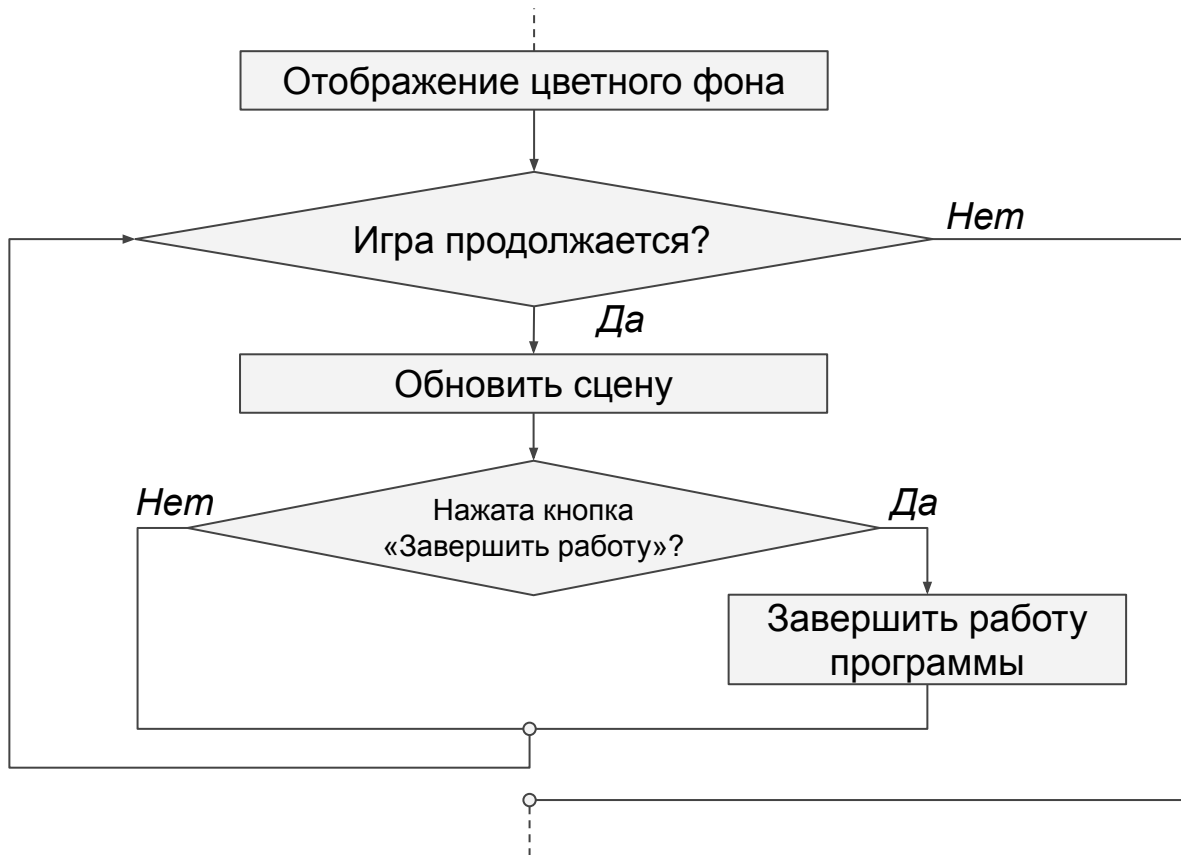 Отображение цветного фона
Игра продолжается?
Нет
Да
Обновить сцену
Нет
Нажата кнопка
«Завершить работу»?
Да
Завершить работу
программы